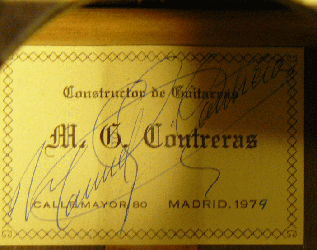 Constructor de Guitarras
M. G. Contreras
CALLE MAYOR, 80 MADRID, 1979